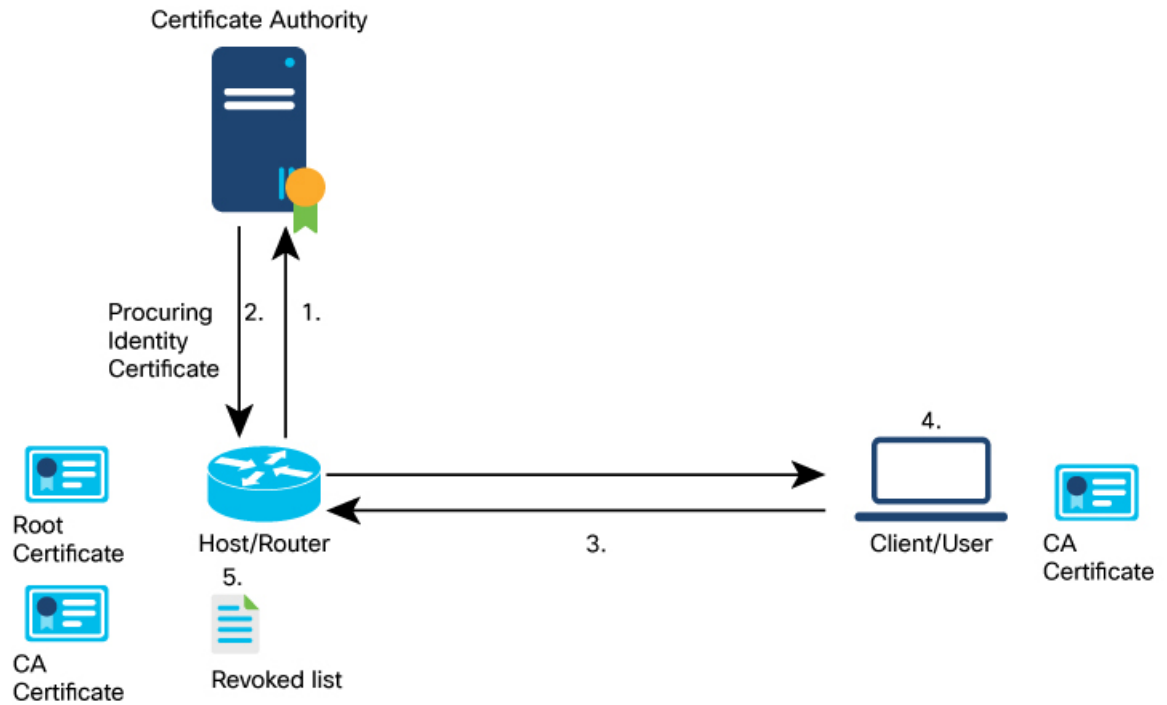 Certificate Authority
Procuring
Identity
Certificate
2.
1.
4.
Root
Certificate
Host/Router
3.
Client/User
CA
Certificate
5.
CA
Certificate
Revoked list